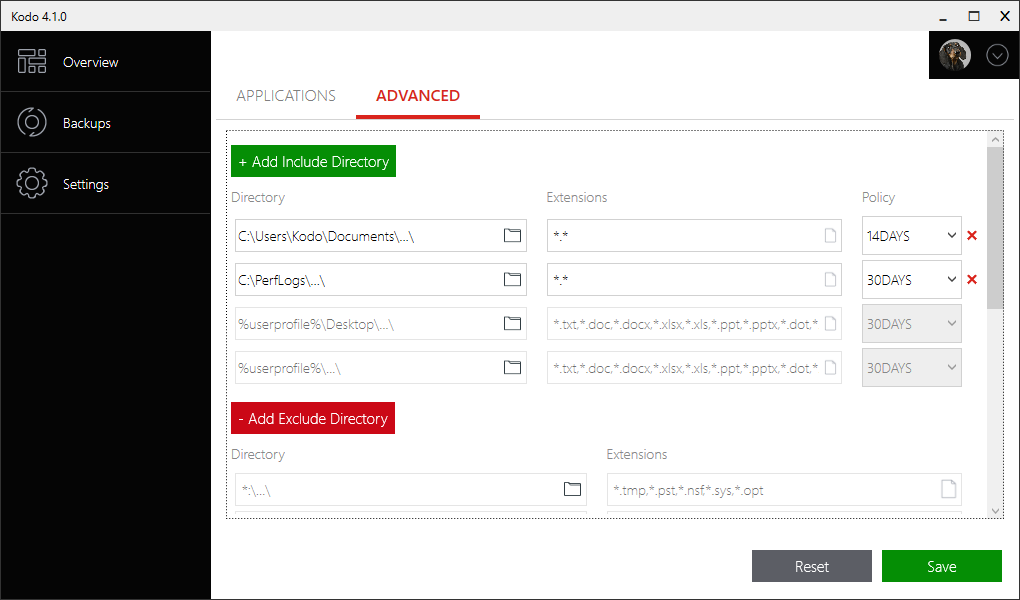 Kodo 4.1.0
Overview
Backups
Settings
APPLICATIONS ADVANCED
+ Add Include Directory
Directory Extensions Policy
C:\Users\Kodo\Documents\...\ *.* 14DAYS
C:\PerfLogs\...\ *.* 30DAYS
%userprofile%\Desktop\...\ *.txt,*.doc,*.docx,*.xlsx,*.xls,*.ppt,*.pptx,*.dot,* 30DAYS
%userprofile%\...\ *.txt,*.doc,*.docx,*.xlsx,*.xls,*.ppt,*.pptx,*.dot,* 30DAYS
- Add Exclude Directory
Directory Extensions
*:\...\ *.tmp,*.pst,*.nsf,*.sys,*.opt
Reset Save